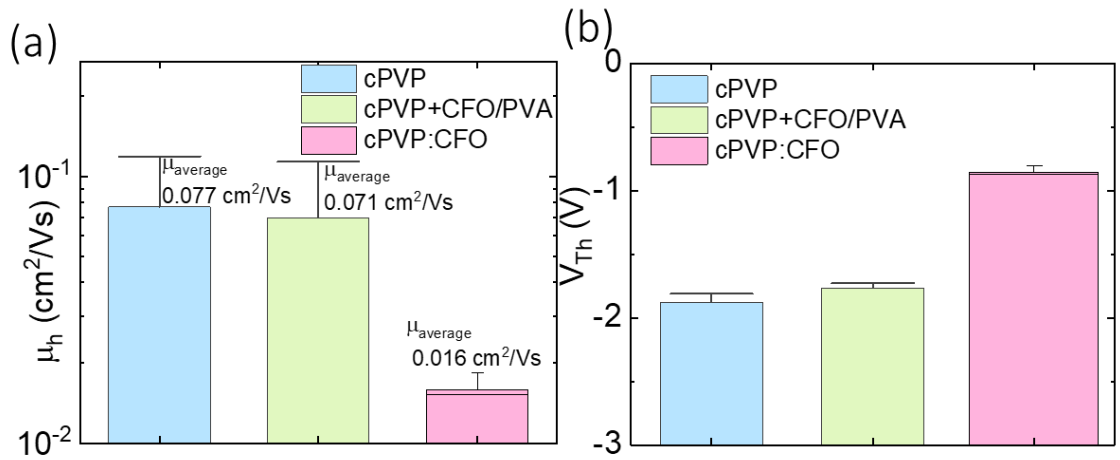 (a)
cPVP
cPVP+CFO/PVA
cPVP:CFO
μaverage
0.077 cm²/Vs
μaverage
0.071 cm²/Vs
μaverage
0.016 cm²/Vs
10⁻¹
10⁻²
μh (cm²/Vs)
(b)
cPVP
cPVP+CFO/PVA
cPVP:CFO
0
-1
-2
-3
VTh (V)